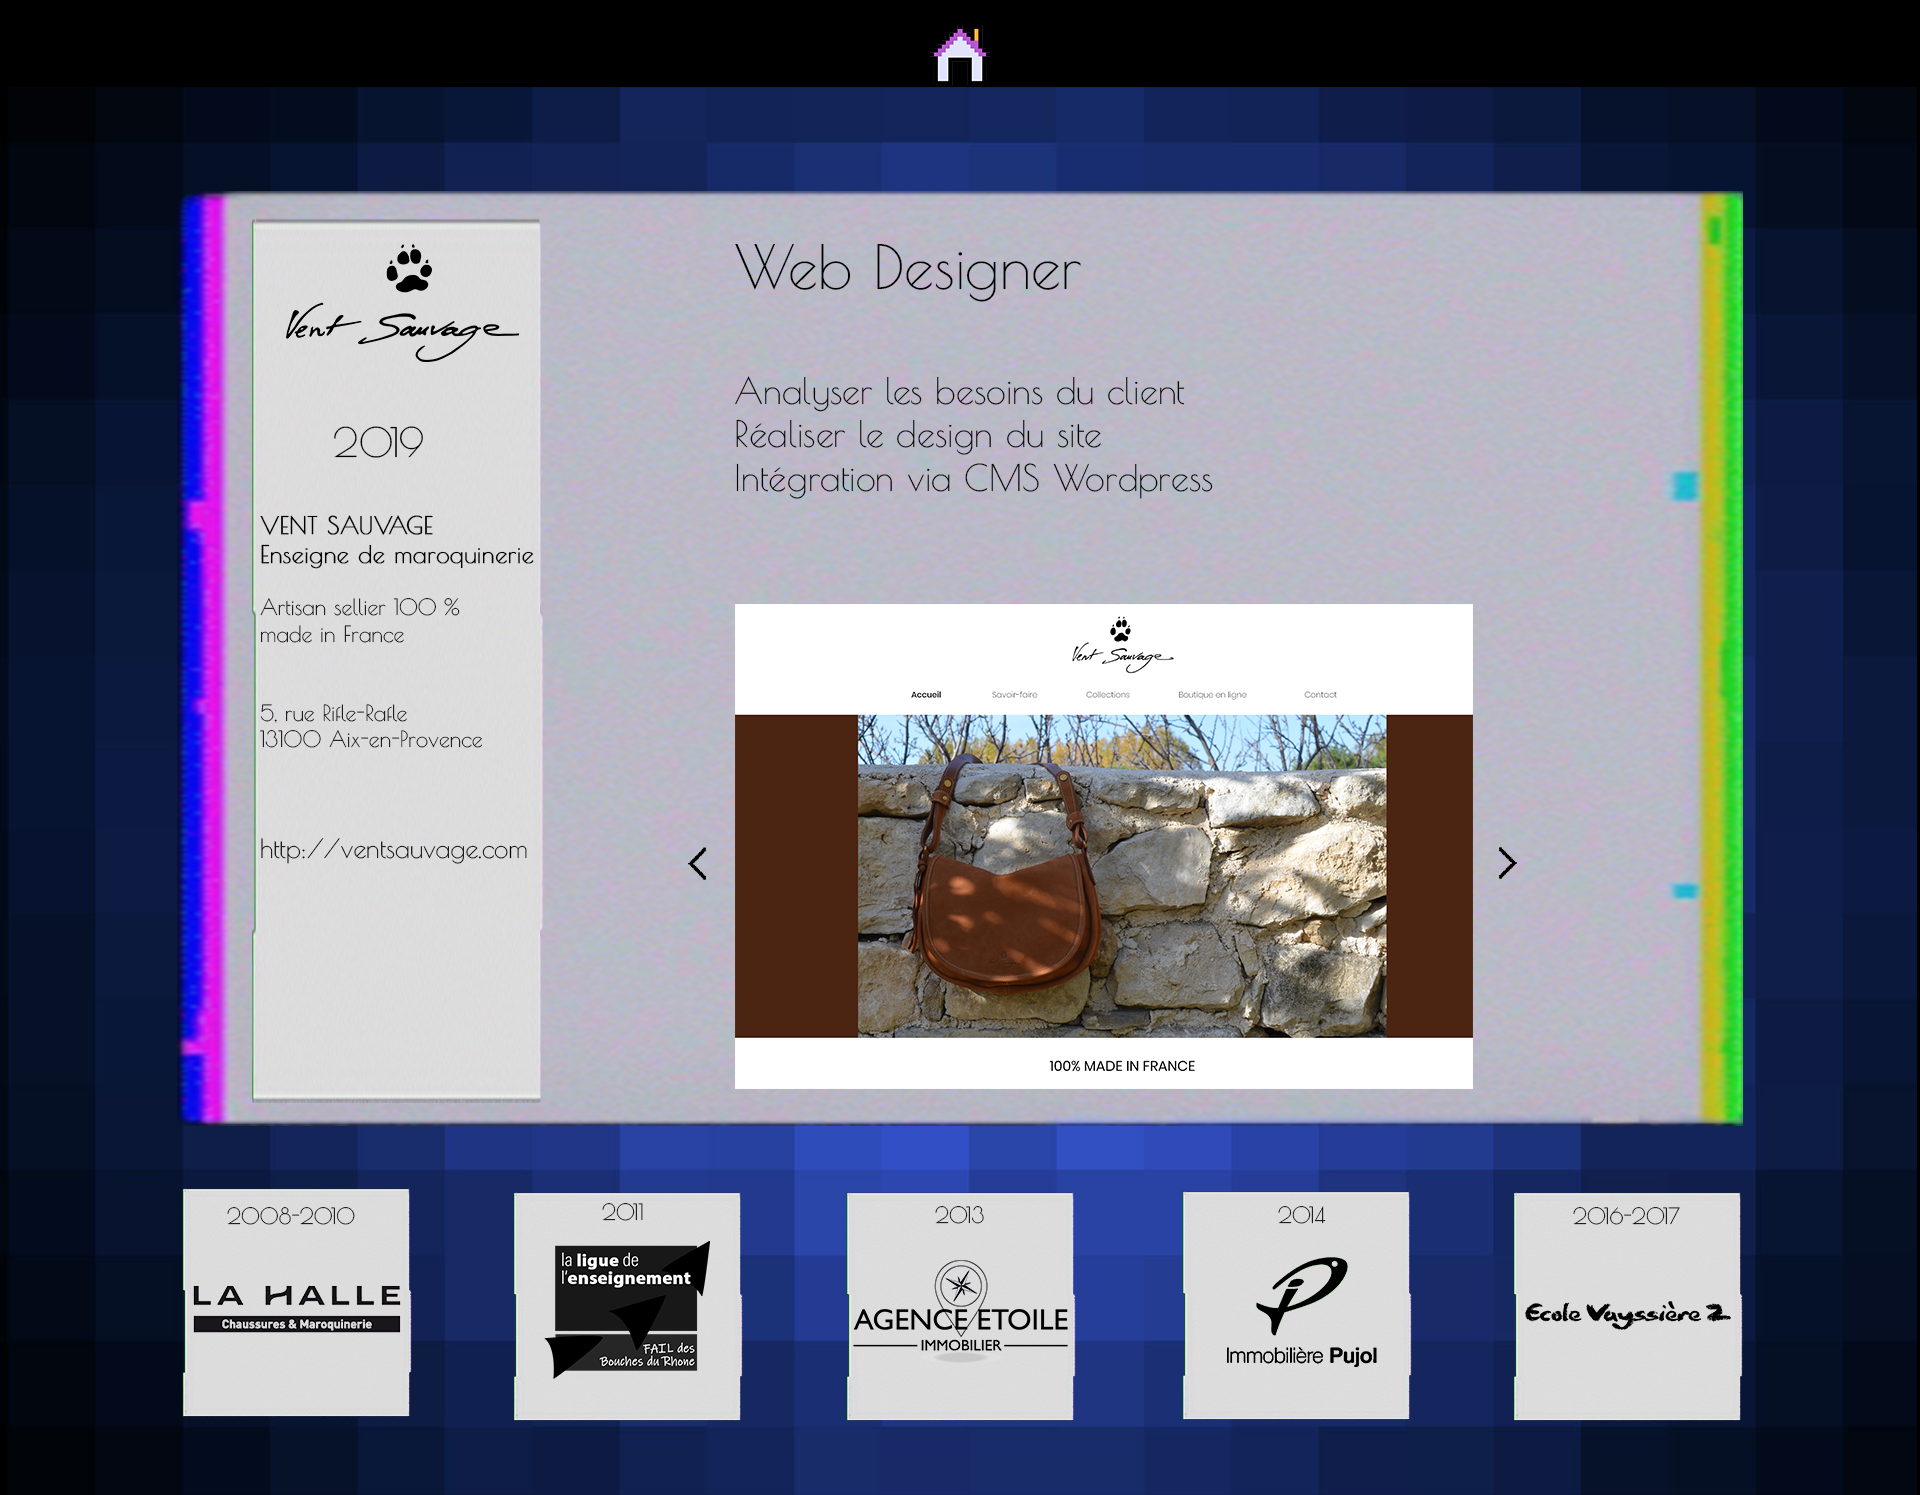 Vent Sauvage
2019
VENT SAUVAGE
Enseigne de maroquinerie
Artisan sellier 100 %
made in France
5, rue Rifle-Rafle
13100 Aix-en-Provence
http://ventsauvage.com
Web Designer
Analyser les besoins du client
Réaliser le design du site
Intégration via CMS Wordpress
Vent Sauvage
Accueil Savoir-faire Collections Boutique en ligne Contact
100% MADE IN FRANCE
2008-2010
LA HALLE
Chaussures & Maroquinerie
2011
la ligue de
l'enseignement
FAIL des
Bouches du Rhone
2013
AGENCE ETOILE
IMMOBILIER
2014
Immobilière Pujol
2016-2017
Ecole Vayssière 2